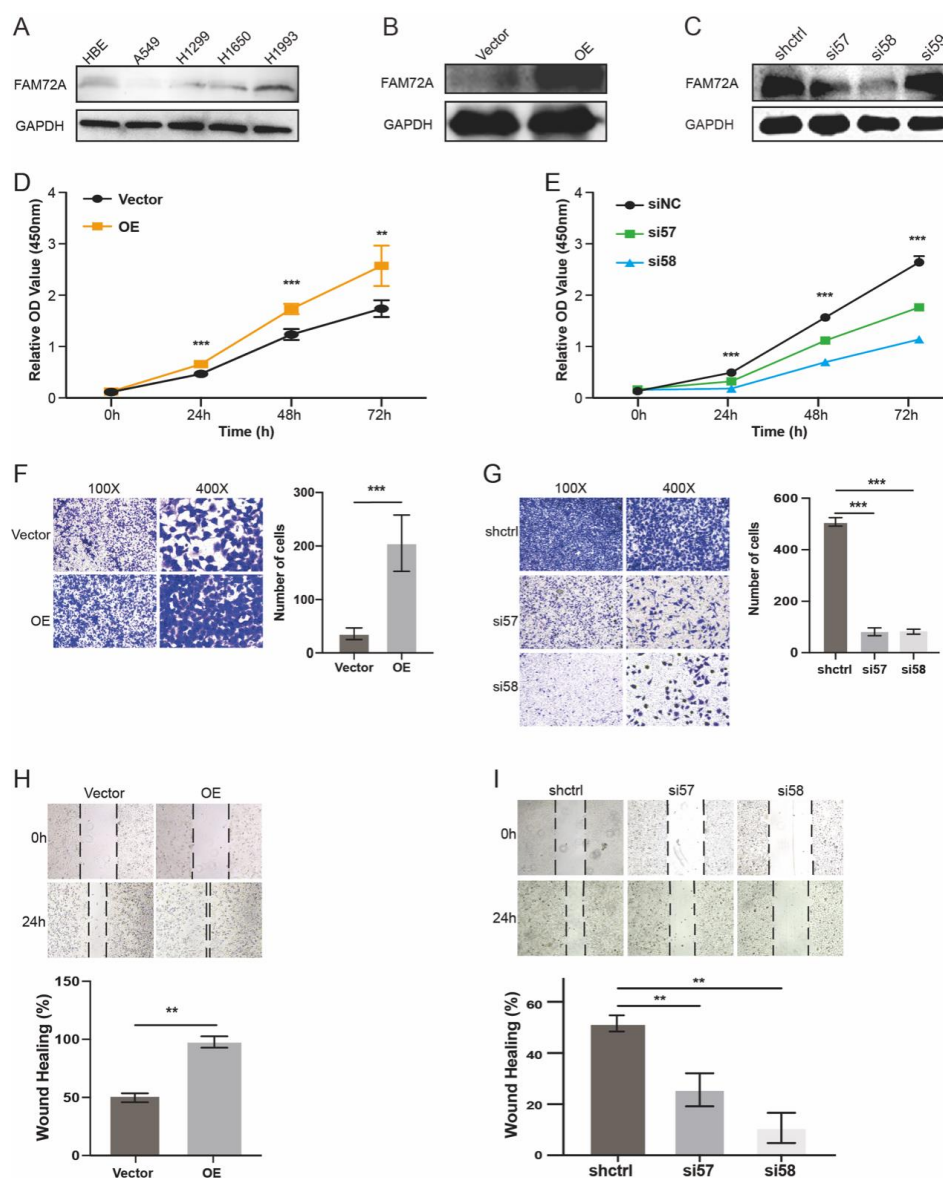 A
HBE A549 H1299 H1650 H1993
FAM72A
GAPDH
B
Vector OE
FAM72A
GAPDH
C
shctrl si57 si58 si59
FAM72A
GAPDH
D
Relative OD Value (450nm)
4
3
2
1
0
Vector
OE
***
***
**
0h 24h 48h 72h
Time (h)
E
Relative OD Value (450nm)
4
3
2
1
0
siNC
si57
si58
***
***
***
0h 24h 48h 72h
Time (h)
F
100X 400X
Vector
OE
Number of cells
300
200
100
0
***
Vector OE
G
100X 400X
shctrl
si57
si58
Number of cells
600
400
200
0
***
***
shctrl si57 si58
H
Vector OE
0h
24h
Wound Healing (%)
150
100
50
0
**
Vector OE
I
shctrl si57 si58
0h
24h
Wound Healing (%)
60
40
20
0
**
**
shctrl si57 si58